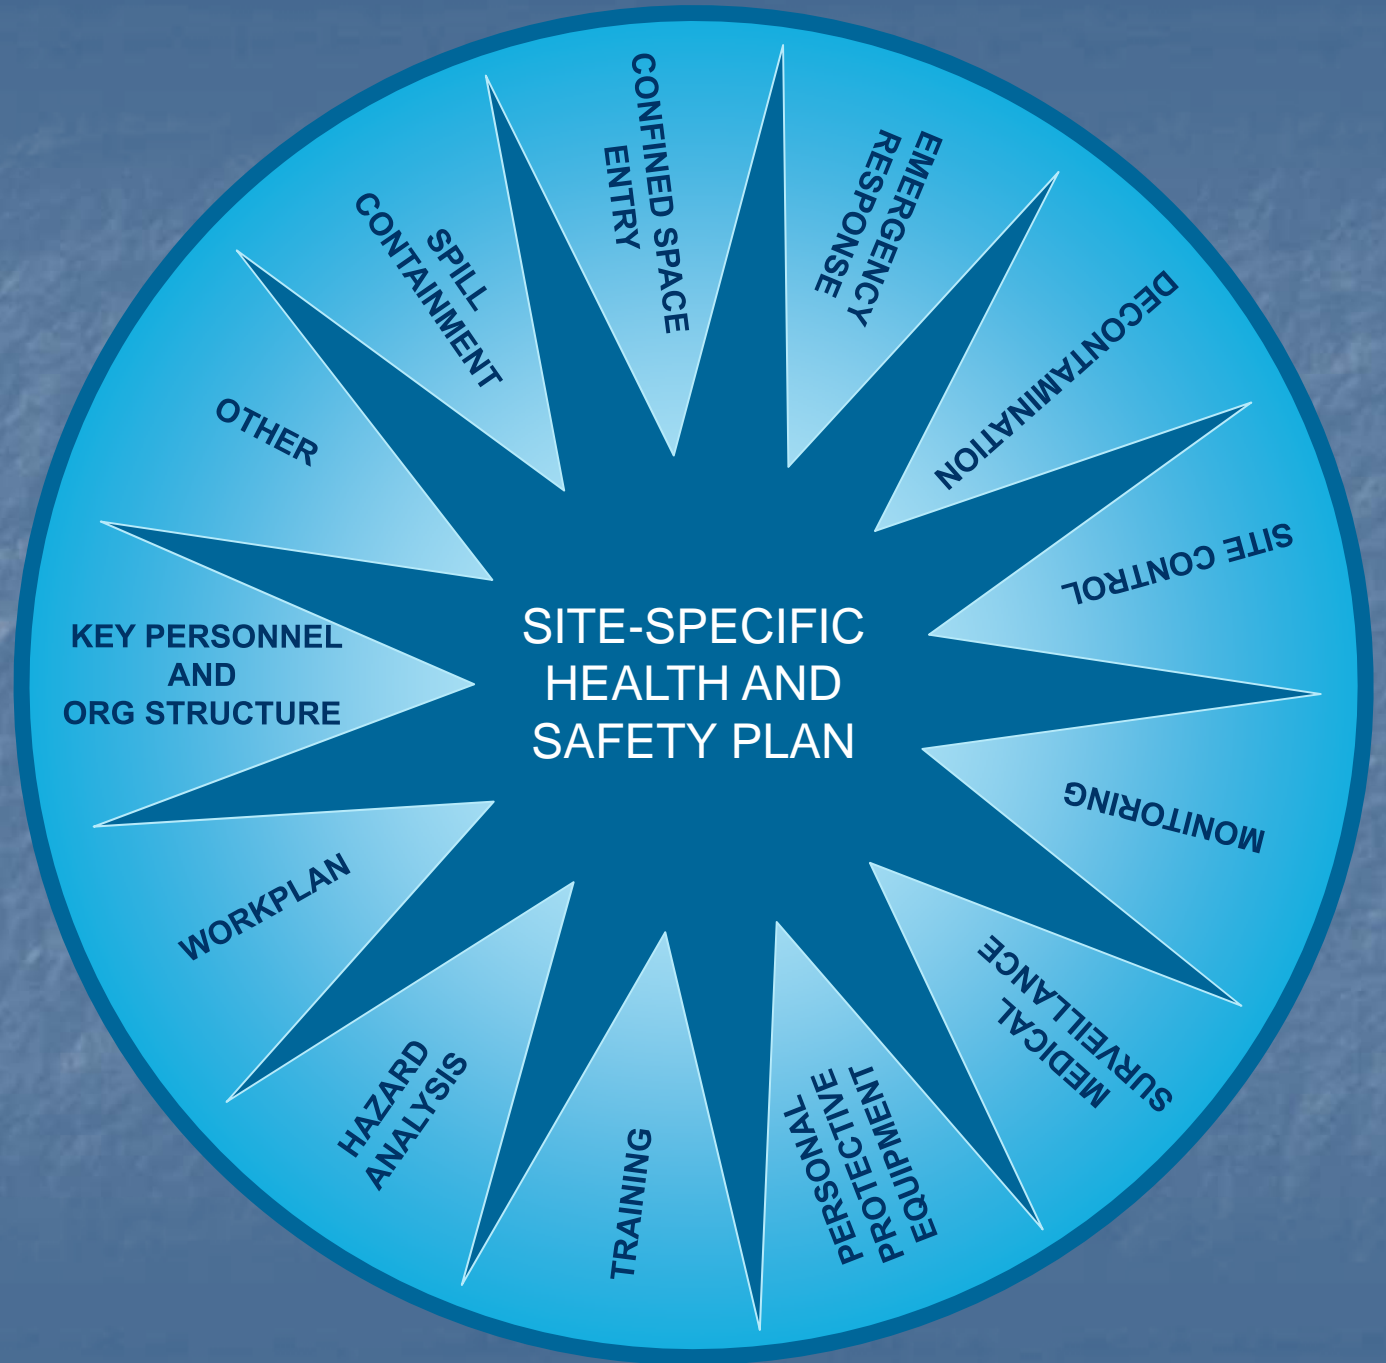 CONFINED SPACE
ENTRY
EMERGENCY
RESPONSE
DECONTAMINATION
SITE CONTROL
MONITORING
MEDICAL
SURVEILLANCE
PERSONAL
PROTECTIVE
EQUIPMENT
TRAINING
HAZARD
ANALYSIS
WORKPLAN
KEY PERSONNEL
AND
ORG STRUCTURE
OTHER
SPILL
CONTAINMENT
SITE-SPECIFIC
HEALTH AND
SAFETY PLAN